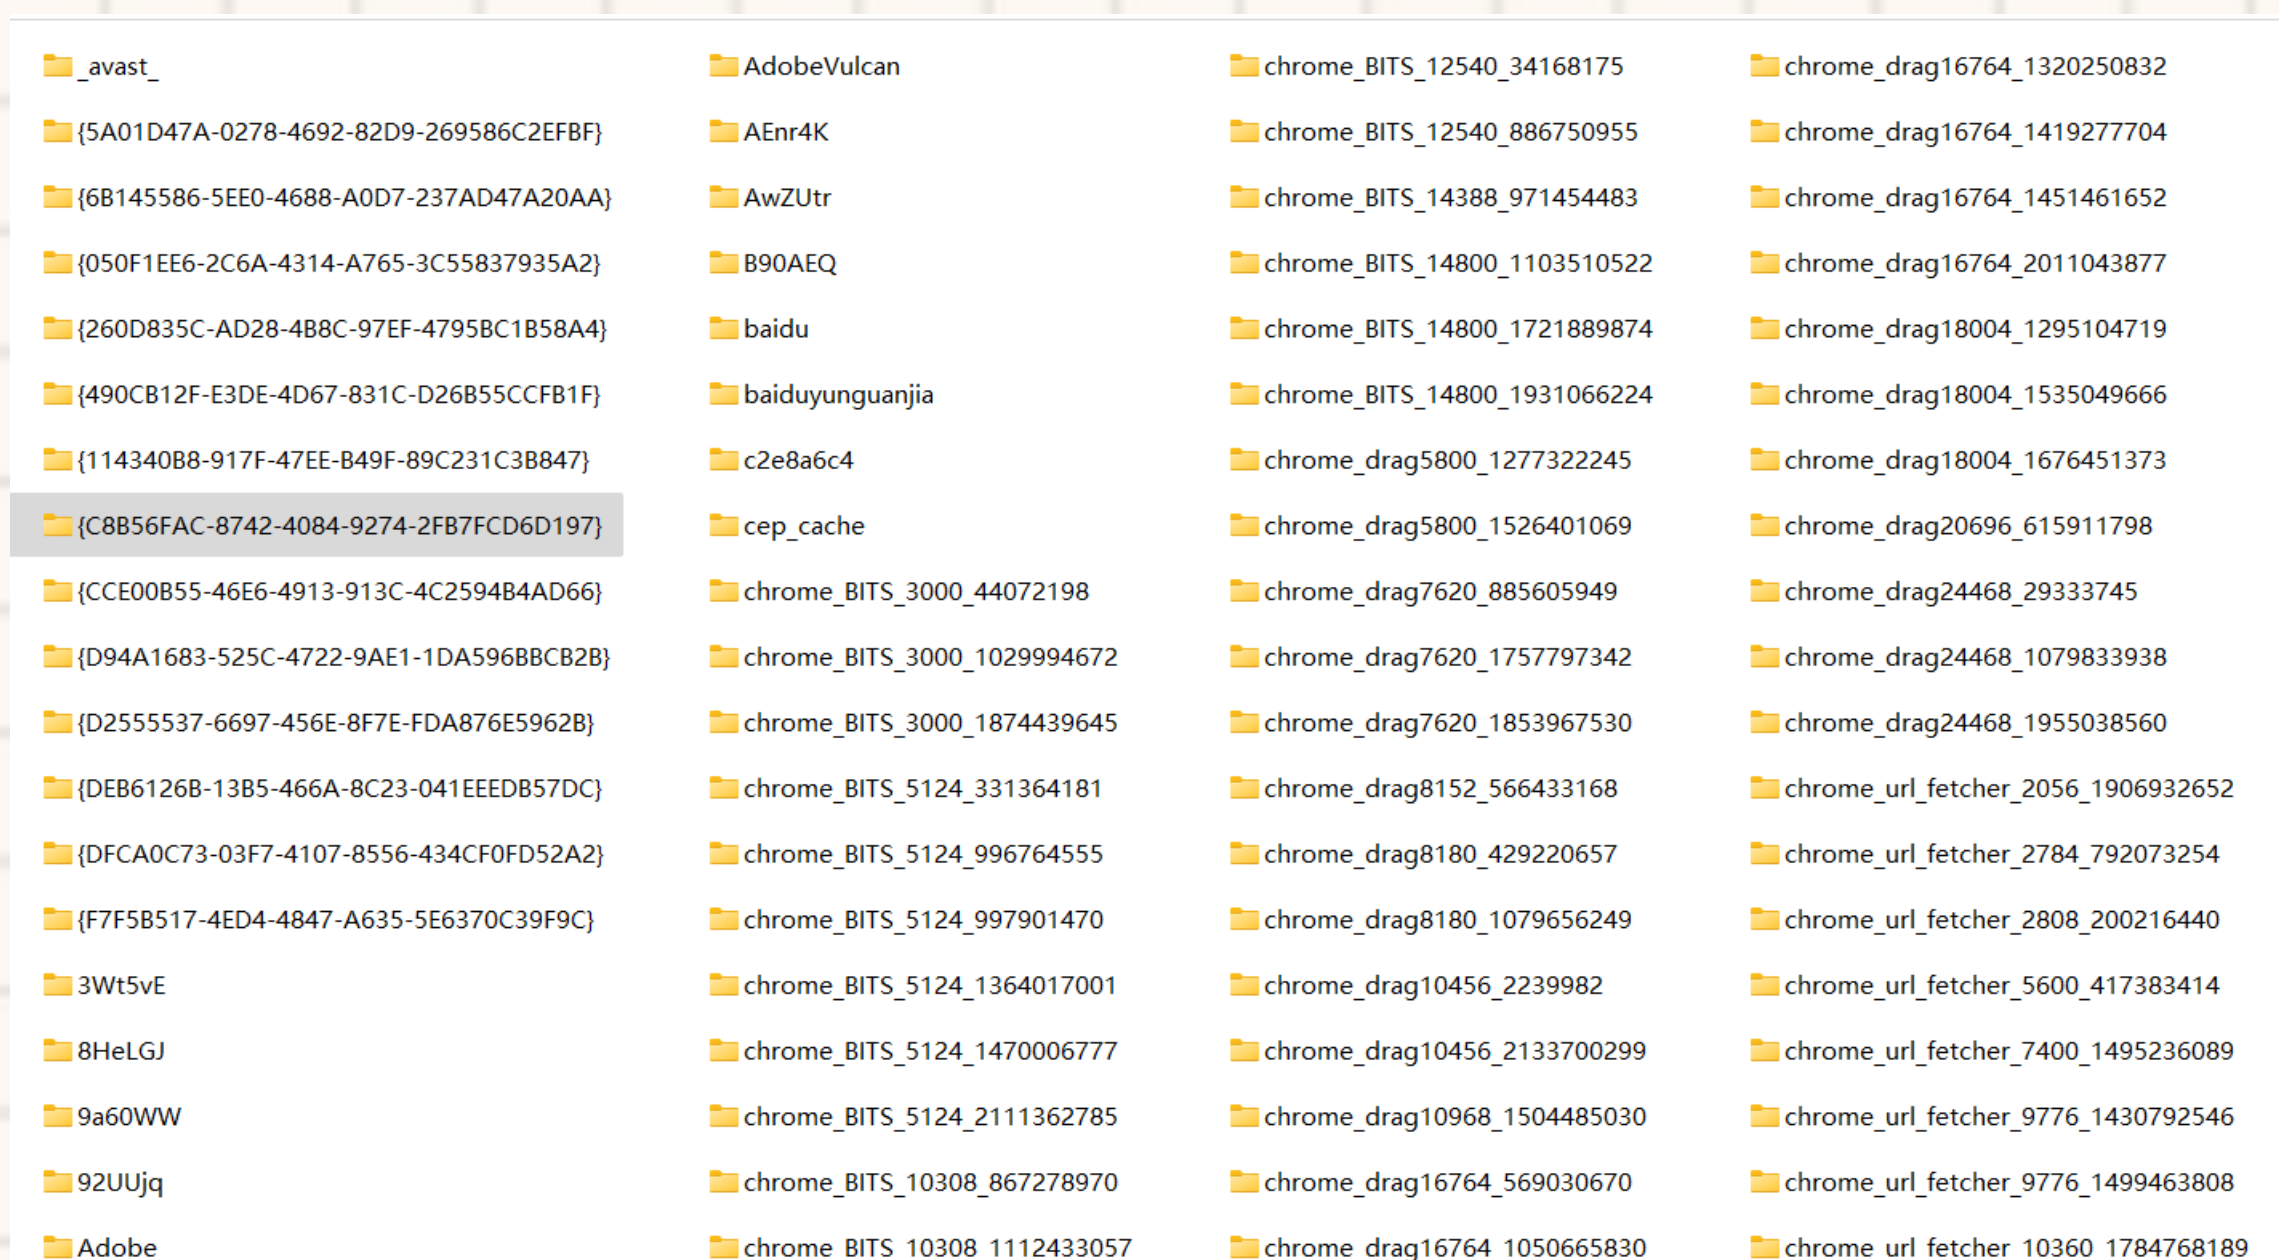 _avast_
{5A01D47A-0278-4692-82D9-269586C2EFBF}
{6B145586-5EE0-4688-A0D7-237AD47A20AA}
{050F1EE6-2C6A-4314-A765-3C55837935A2}
{260D835C-AD28-4B8C-97EF-4795BC1B58A4}
{490CB12F-E3DE-4D67-831C-D26B55CCFB1F}
{114340B8-917F-47EE-B49F-89C231C3B847}
{C8B56FAC-8742-4084-9274-2FB7FCD6D197}
{CCE00B55-46E6-4913-913C-4C2594B4AD66}
{D94A1683-525C-4722-9AE1-1DA596BBCB2B}
{D2555537-6697-456E-8F7E-FDA876E5962B}
{DEB6126B-13B5-466A-8C23-041EEEDB57DC}
{DFCA0C73-03F7-4107-8556-434CF0FD52A2}
{F7F5B517-4ED4-4847-A635-5E6370C39F9C}
3Wt5vE
8HeLGJ
9a60WW
92UUjq
Adobe
AdobeVulcan
AEnr4K
AwZUtr
B90AEQ
baidu
baiduyunguanjia
c2e8a6c4
cep_cache
chrome_BITS_3000_44072198
chrome_BITS_3000_1029994672
chrome_BITS_3000_1874439645
chrome_BITS_5124_331364181
chrome_BITS_5124_996764555
chrome_BITS_5124_997901470
chrome_BITS_5124_1364017001
chrome_BITS_5124_1470006777
chrome_BITS_5124_2111362785
chrome_BITS_10308_867278970
chrome_BITS_10308_1112433057
chrome_BITS_12540_34168175
chrome_BITS_12540_886750955
chrome_BITS_14388_971454483
chrome_BITS_14800_1103510522
chrome_BITS_14800_1721889874
chrome_BITS_14800_1931066224
chrome_drag5800_1277322245
chrome_drag5800_1526401069
chrome_drag7620_885605949
chrome_drag7620_1757797342
chrome_drag7620_1853967530
chrome_drag8152_566433168
chrome_drag8180_429220657
chrome_drag8180_1079656249
chrome_drag10456_2239982
chrome_drag10456_2133700299
chrome_drag10968_1504485030
chrome_drag16764_569030670
chrome_drag16764_1050665830
chrome_drag16764_1320250832
chrome_drag16764_1419277704
chrome_drag16764_1451461652
chrome_drag16764_2011043877
chrome_drag18004_1295104719
chrome_drag18004_1535049666
chrome_drag18004_1676451373
chrome_drag20696_615911798
chrome_drag24468_29333745
chrome_drag24468_1079833938
chrome_drag24468_1955038560
chrome_url_fetcher_2056_1906932652
chrome_url_fetcher_2784_792073254
chrome_url_fetcher_2808_200216440
chrome_url_fetcher_5600_417383414
chrome_url_fetcher_7400_1495236089
chrome_url_fetcher_9776_1430792546
chrome_url_fetcher_9776_1499463808
chrome_url_fetcher_10360_1784768189